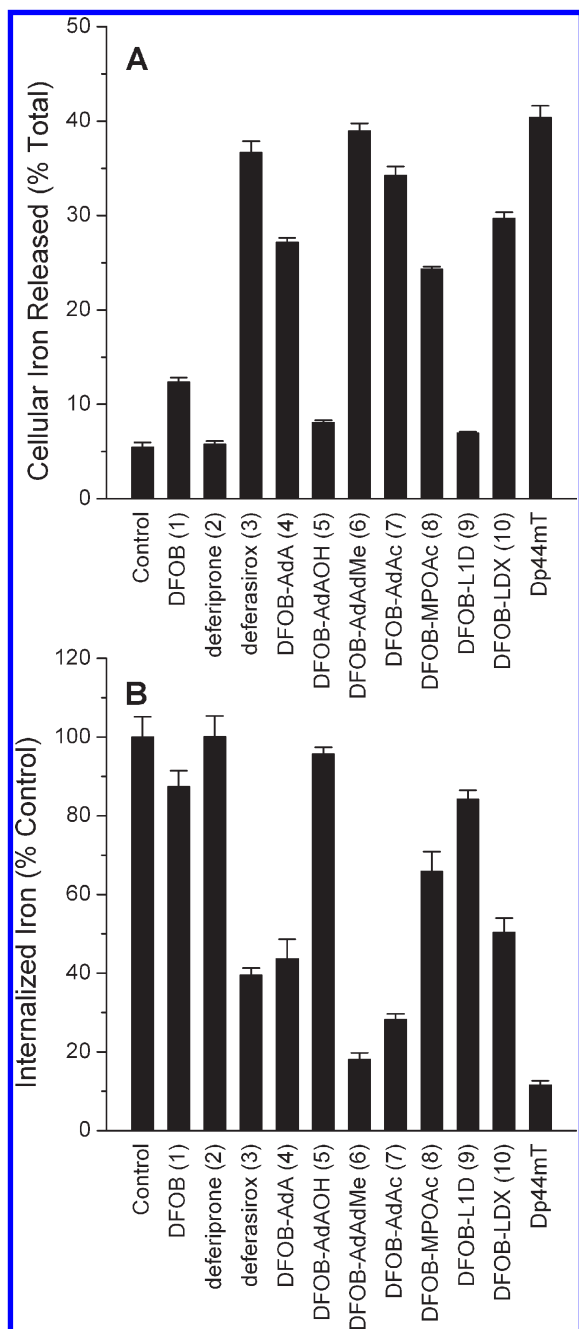 A
Cellular Iron Released (% Total)
50
40
30
20
10
0
Control
DFOB (1)
deferiprone (2)
deferasirox (3)
DFOB-AdA (4)
DFOB-AdAOH (5)
DFOB-AdAdMe (6)
DFOB-AdAc (7)
DFOB-MPOAc (8)
DFOB-L1D (9)
DFOB-LDX (10)
Dp44mT
B
Internalized Iron (% Control)
120
100
80
60
40
20
0
Control
DFOB (1)
deferiprone (2)
deferasirox (3)
DFOB-AdA (4)
DFOB-AdAOH (5)
DFOB-AdAdMe (6)
DFOB-AdAc (7)
DFOB-MPOAc (8)
DFOB-L1D (9)
DFOB-LDX (10)
Dp44mT